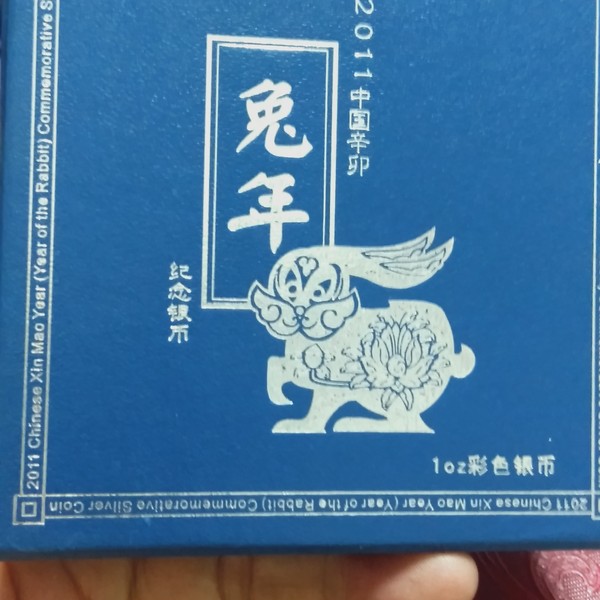 2011中国辛卯
兔年
纪念银币
1oz彩色银币
2011 Chinese Xin Mao Year (Year of the Rabbit) Commemorative S
2011 Chinese Xin Mao Year (Year of the Rabbit) Commemorative Silver Coin